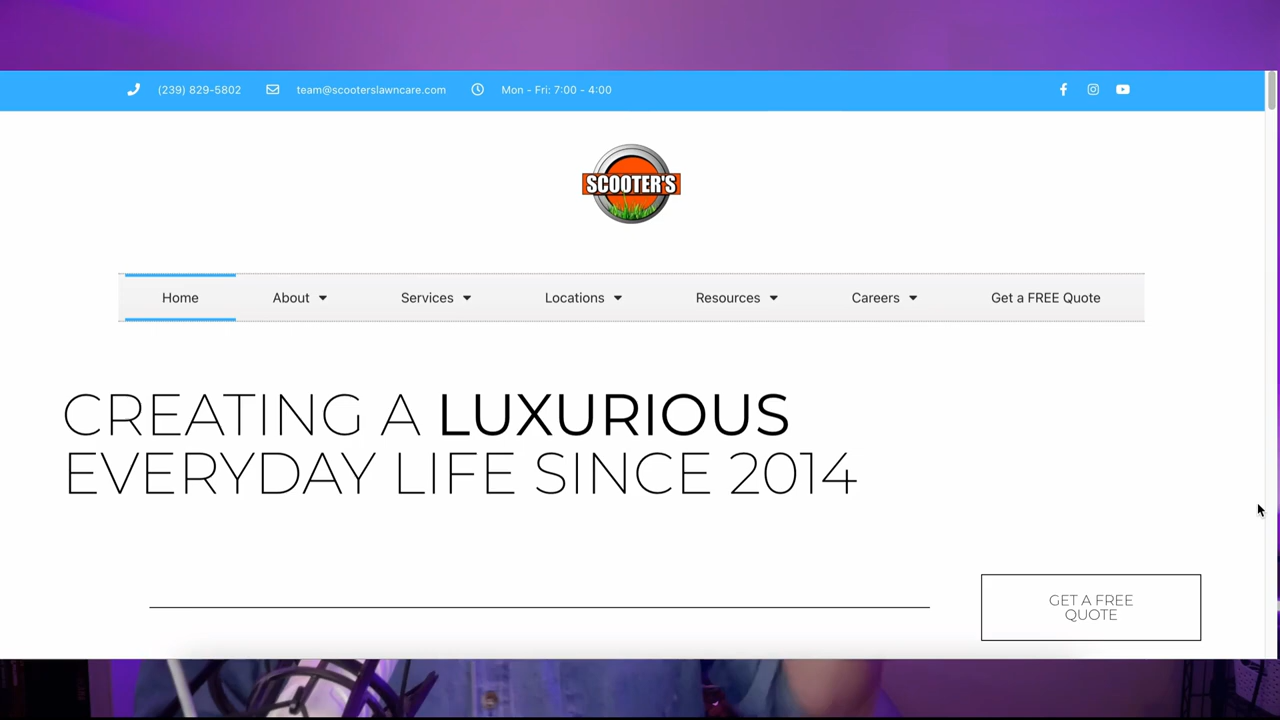 (239) 829-5802 team@scooterslawncare.com Mon - Fri: 7:00 - 4:00
SCOOTER'S
Home About Services Locations Resources Careers Get a FREE Quote
CREATING A LUXURIOUS
EVERYDAY LIFE SINCE 2014
GET A FREE
QUOTE